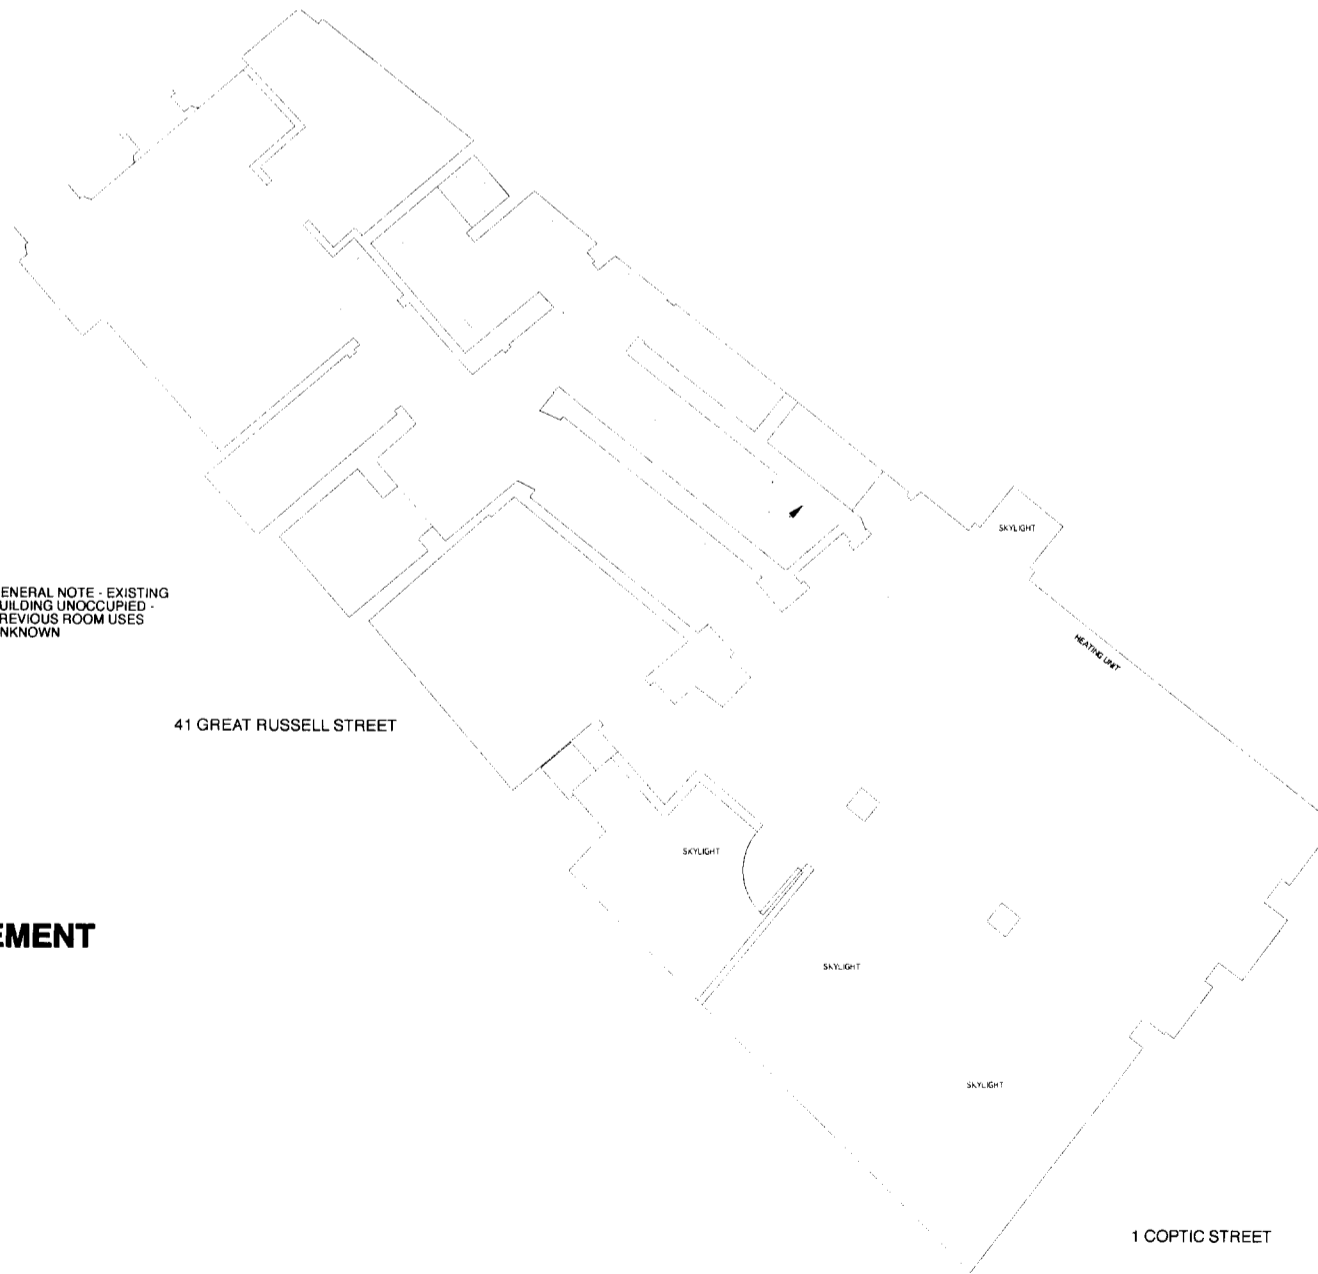 SKYLIGHT
ENERAL NOTE - EXISTING
UILDING UNOCCUPIED -
REVIOUS ROOM USES
NKNOWN
HEATING UNIT
41 GREAT RUSSELL STREET
SKYLIGHT
EMENT
SKYLIGHT
SKYLIGHT
1 COPTIC STREET